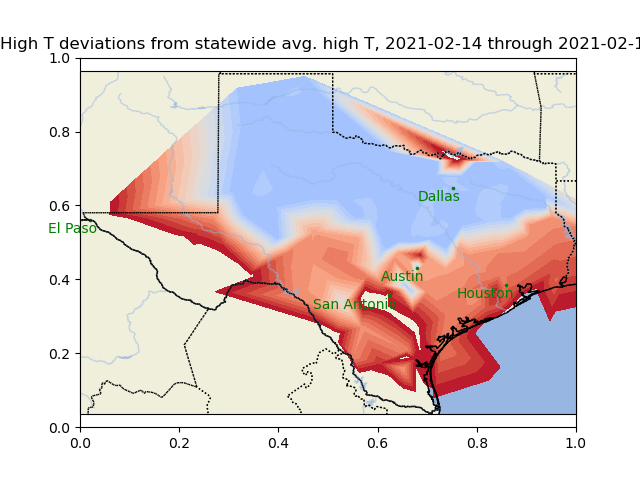 High T deviations from statewide avg. high T, 2021-02-14 through 2021-02-1
1.0
0.8
0.6
0.4
0.2
0.0
Dallas
El Paso
Austin
Houston
San Antonio
0.0 0.2 0.4 0.6 0.8 1.0